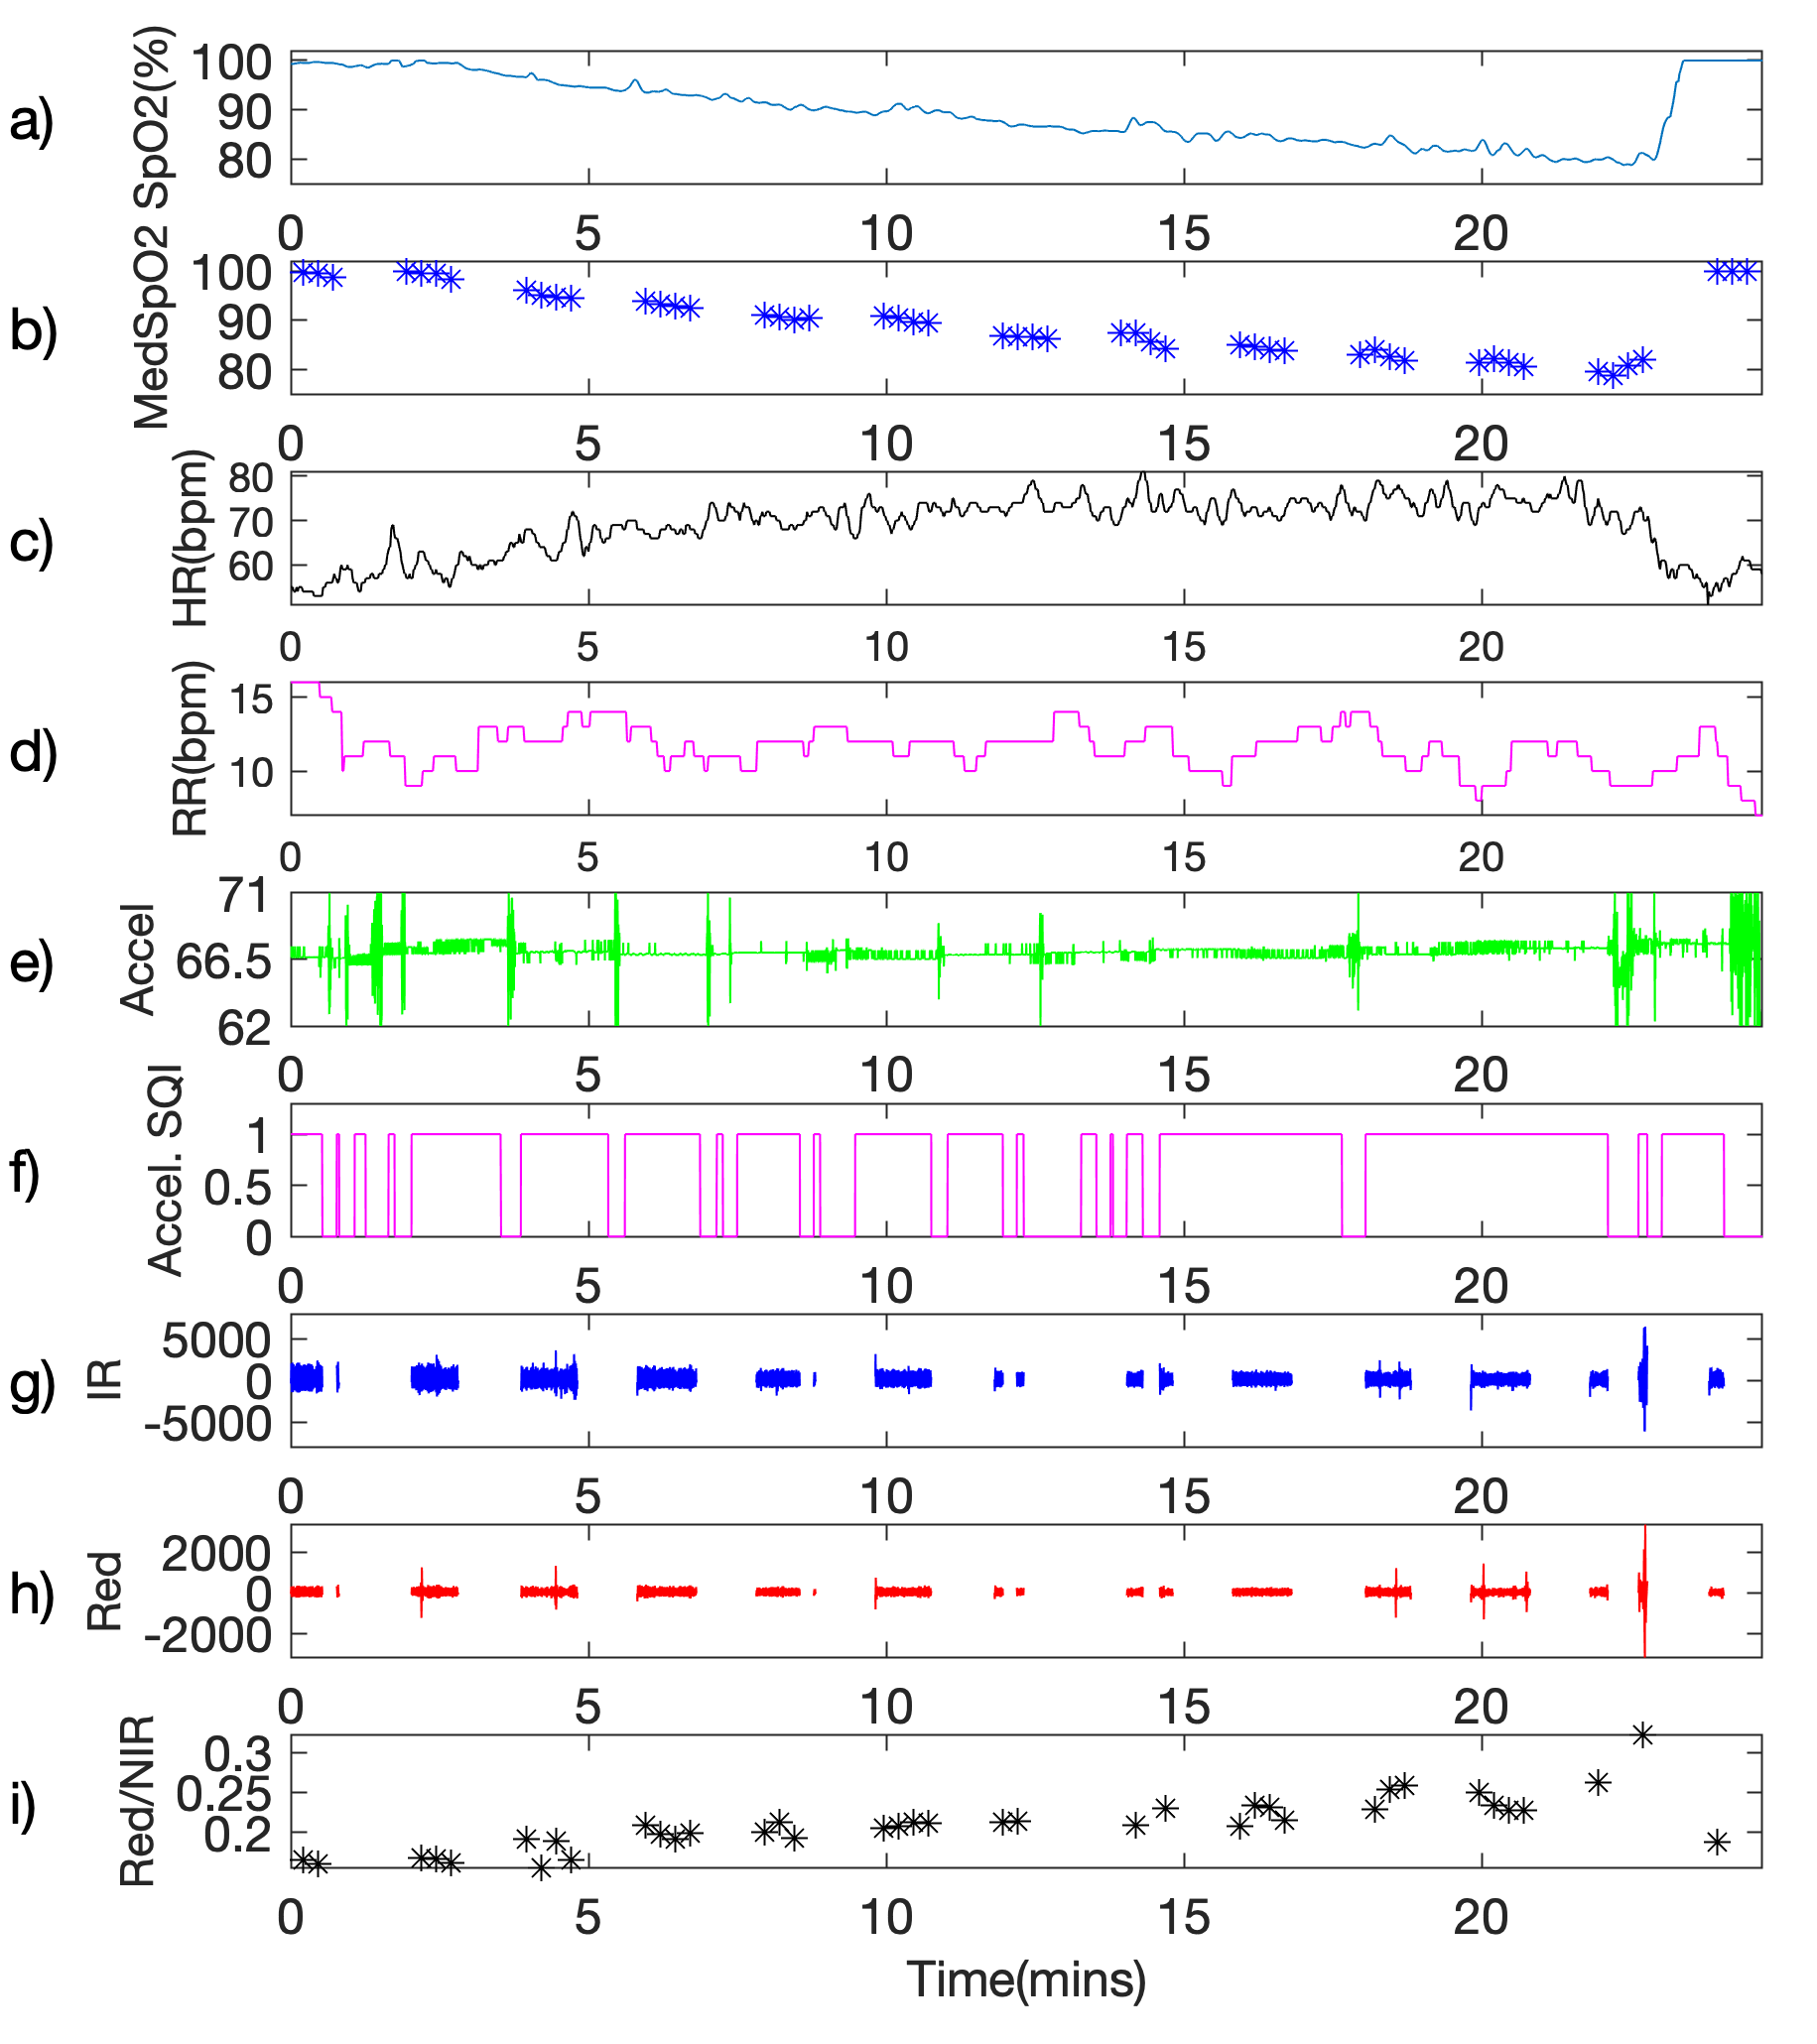 a)
SpO2(%)
100
90
80
0 5 10 15 20
b)
MedSpO2
100
90
80
0 5 10 15 20
c)
HR(bpm)
80
70
60
0 5 10 15 20
d)
RR(bpm)
15
10
0 5 10 15 20
e)
Accel
71
66.5
62
0 5 10 15 20
f)
Accel. SQI
1
0.5
0
0 5 10 15 20
g)
IR
5000
0
-5000
0 5 10 15 20
h)
Red
2000
0
-2000
0 5 10 15 20
i)
Red/NIR
0.3
0.25
0.2
0 5 10 15 20
Time(mins)